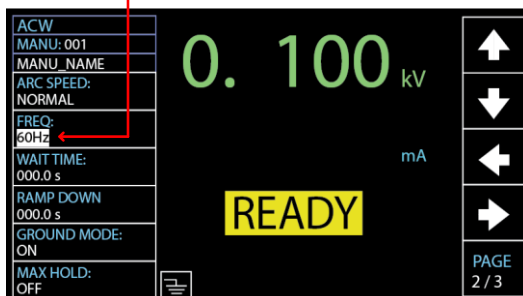 ACW
MANU: 001
MANU_NAME
ARC SPEED:
NORMAL
FREQ:
60Hz
WAIT TIME:
000.0 s
RAMP DOWN
000.0 s
GROUND MODE:
ON
MAX HOLD:
OFF
0. 100 kV
mA
READY
PAGE
2 / 3